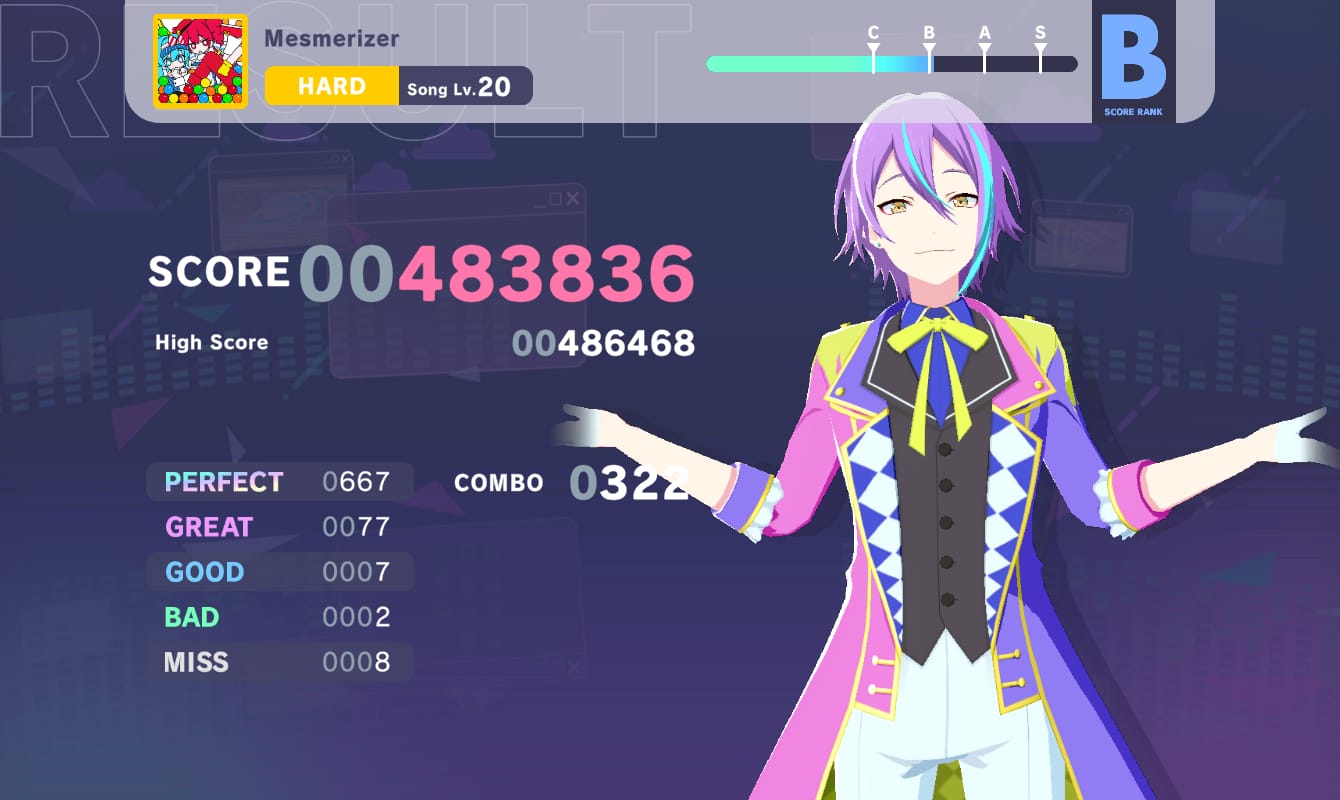 RESULT
Mesmerizer
HARD Song Lv.20
C B A S
B
SCORE RANK
SCORE 00483836
High Score 00486468
PERFECT 0667
COMBO 0322
GREAT 0077
GOOD 0007
BAD 0002
MISS 0008